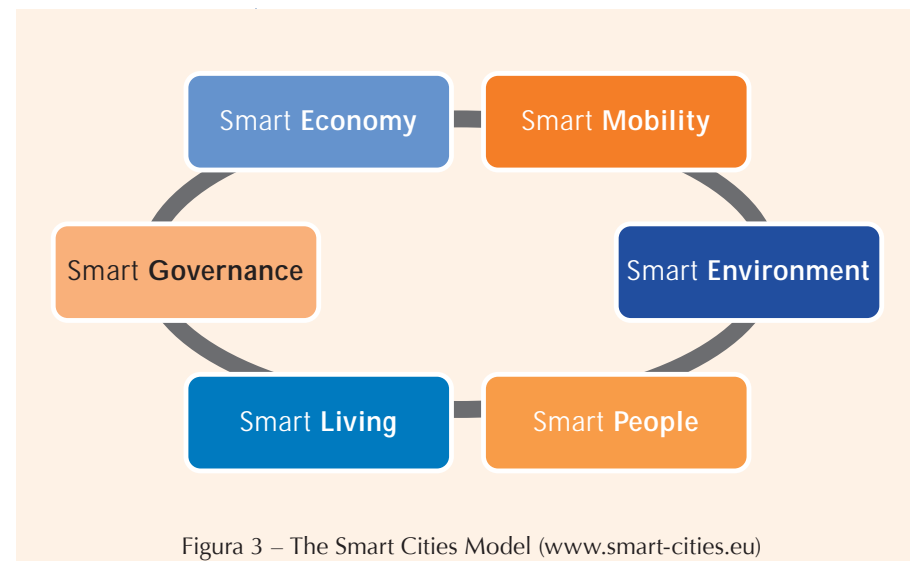 Smart Economy
Smart Mobility
Smart Governance
Smart Environment
Smart Living
Smart People
Figura 3 – The Smart Cities Model (www.smart-cities.eu)